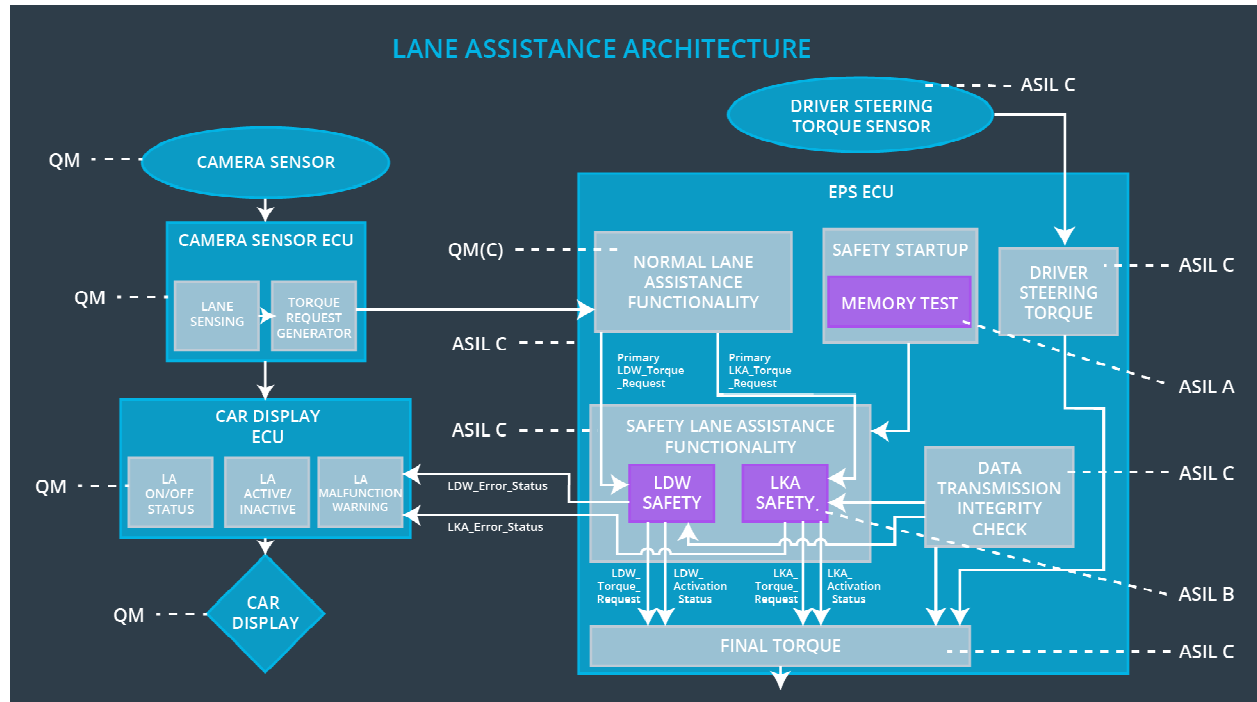 LANE ASSISTANCE ARCHITECTURE
ASIL C
DRIVER STEERING
TORQUE SENSOR
QM
CAMERA SENSOR
EPS ECU
CAMERA SENSOR ECU
QM
LANE
SENSING
TORQUE
REQUEST
GENERATOR
QM(C)
NORMAL LANE
ASSISTANCE
FUNCTIONALITY
SAFETY STARTUP
MEMORY TEST
DRIVER
STEERING
TORQUE
ASIL C
ASIL C
ASIL A
Primary
LDW_Torque
_Request
Primary
LKA_Torque
_Request
CAR DISPLAY
ECU
QM
LA
ON/OFF
STATUS
LA
ACTIVE/
INACTIVE
LA
MALFUNCTION
WARNING
ASIL C
SAFETY LANE ASSISTANCE
FUNCTIONALITY
LDW
SAFETY
LKA
SAFETY
DATA
TRANSMISSION
INTEGRITY
CHECK
ASIL C
LDW_Error_Status
LKA_Error_Status
LDW_
Torque_
Request
LDW_
Activation
Status
LKA_
Torque_
Request
LKA_
Activation
Status
ASIL B
QM
CAR
DISPLAY
FINAL TORQUE
ASIL C